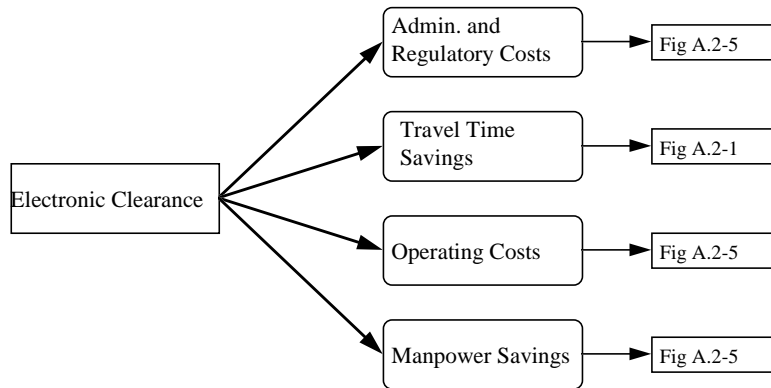 Admin. and
Regulatory Costs
Fig A.2-5
Travel Time
Savings
Fig A.2-1
Electronic Clearance
Operating Costs
Fig A.2-5
Manpower Savings
Fig A.2-5